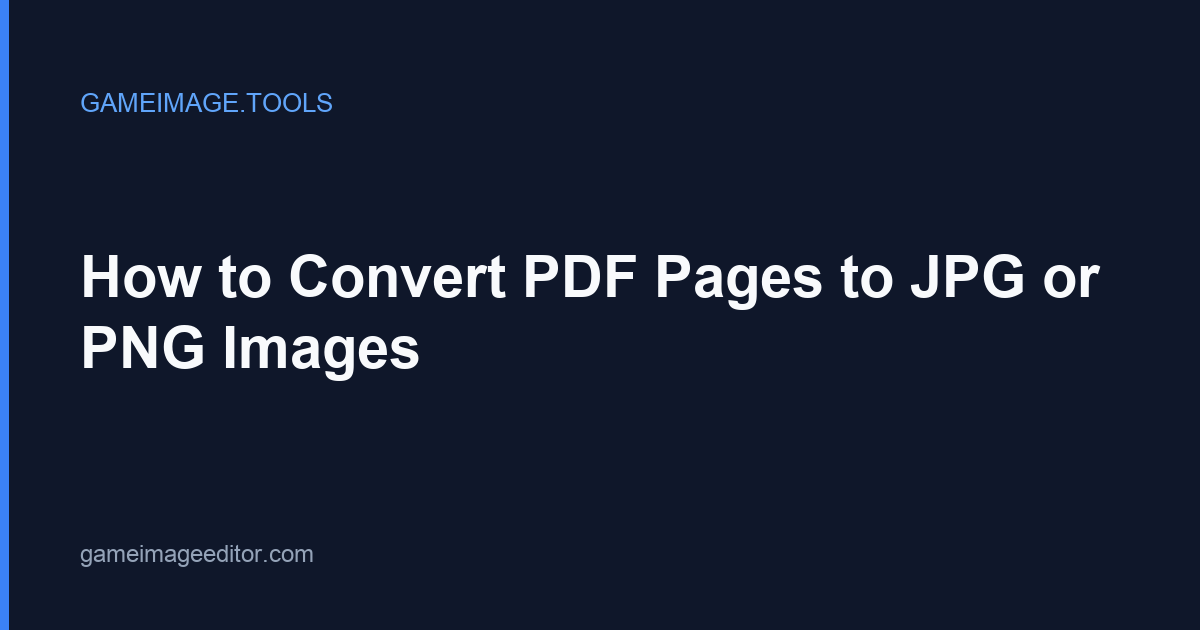 GAMEIMAGE.TOOLS
How to Convert PDF Pages to JPG or
PNG Images
gameimageeditor.com